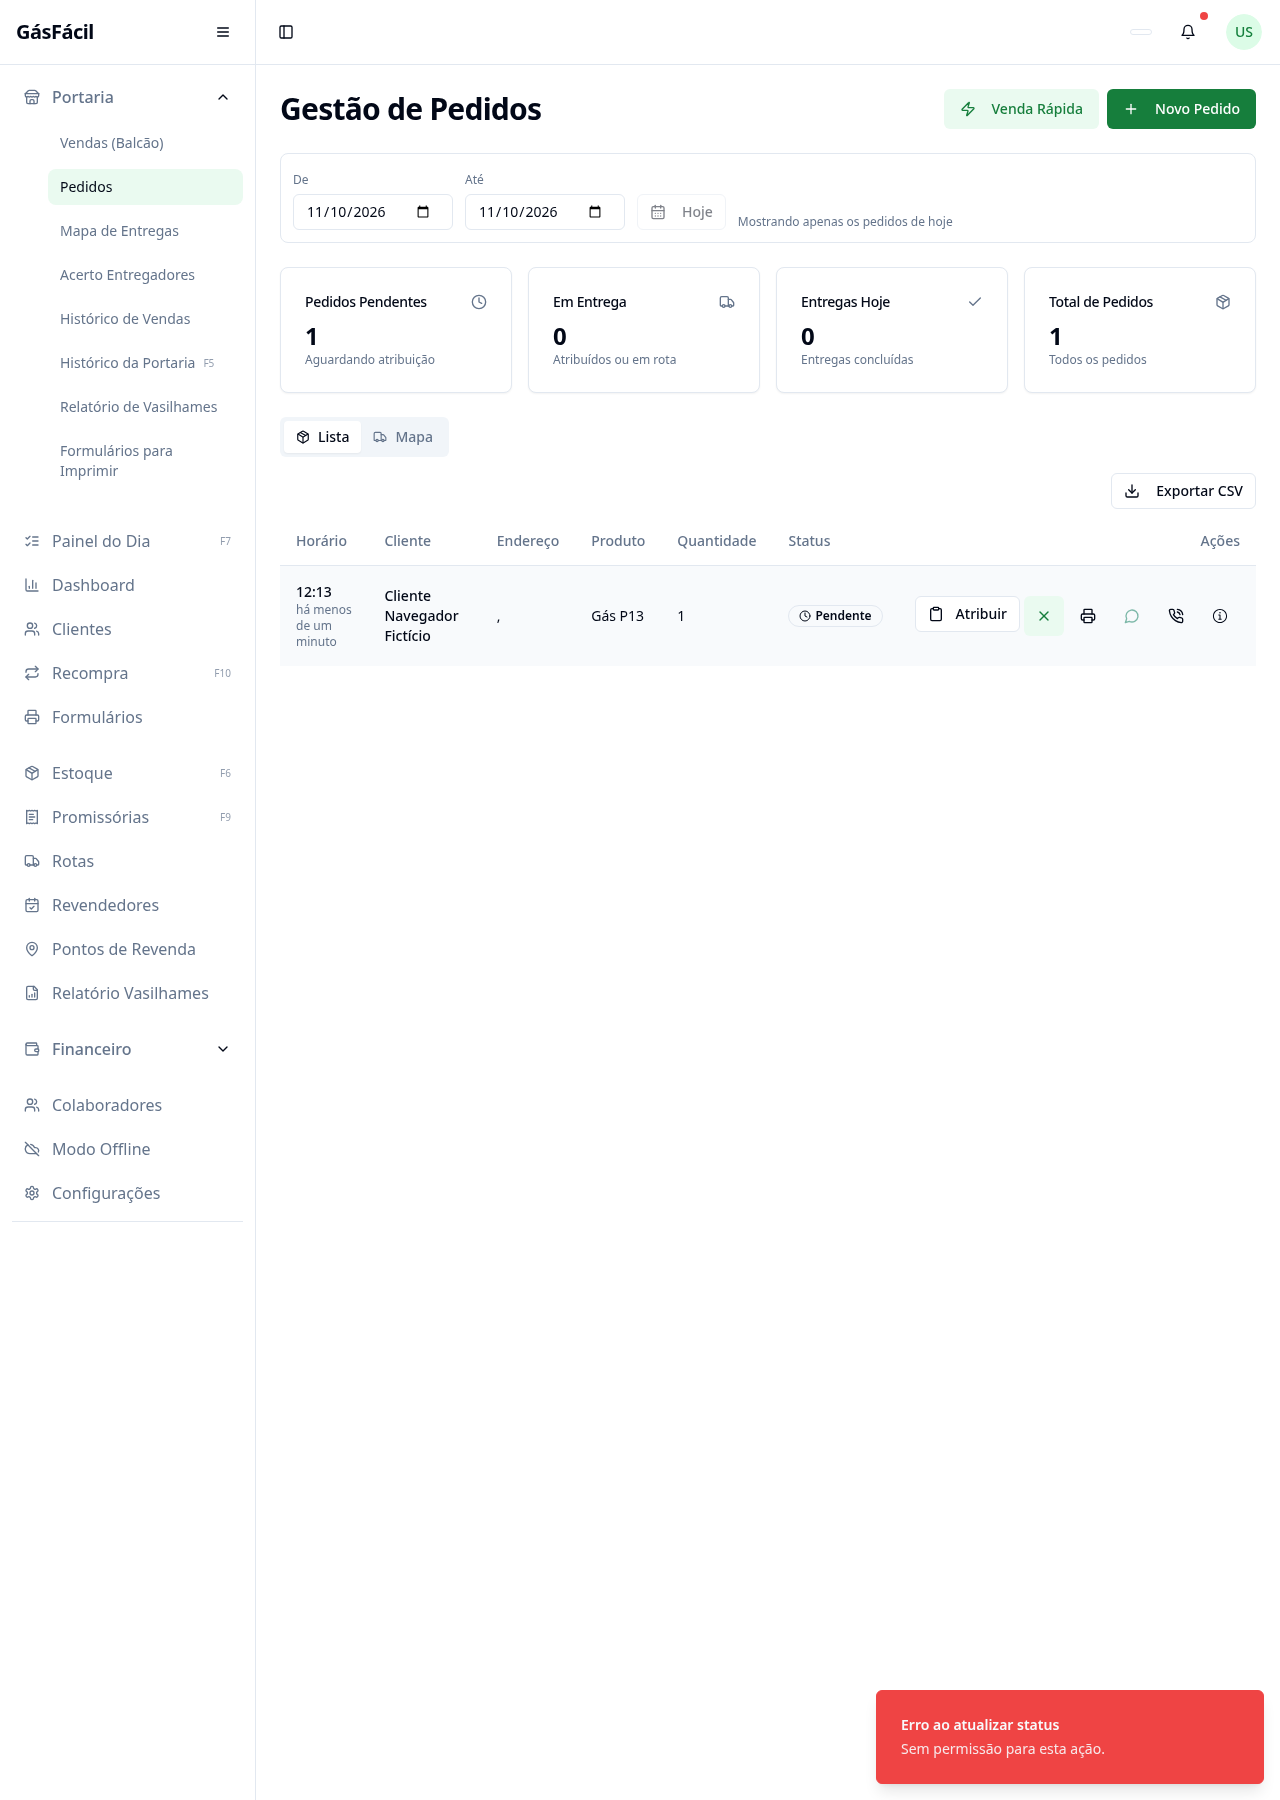 GásFácil
US
Portaria
Vendas (Balcão)
Pedidos
Mapa de Entregas
Acerto Entregadores
Histórico de Vendas
Histórico da Portaria F5
Relatório de Vasilhames
Formulários para
Imprimir
Painel do Dia F7
Dashboard
Clientes
Recompra F10
Formulários
Estoque F6
Promissórias F9
Rotas
Revendedores
Pontos de Revenda
Relatório Vasilhames
Financeiro
Colaboradores
Modo Offline
Configurações
Gestão de Pedidos
Venda Rápida
Novo Pedido
De
Até
11/10/2026
11/10/2026
Hoje
Mostrando apenas os pedidos de hoje
Pedidos Pendentes
1
Aguardando atribuição
Em Entrega
0
Atribuídos ou em rota
Entregas Hoje
0
Entregas concluídas
Total de Pedidos
1
Todos os pedidos
Lista
Mapa
Exportar CSV
Horário Cliente Endereço Produto Quantidade Status Ações
12:13
há menos
de um
minuto
Cliente
Navegador
Fictício
,
Gás P13
1
Pendente
Atribuir
Erro ao atualizar status
Sem permissão para esta ação.